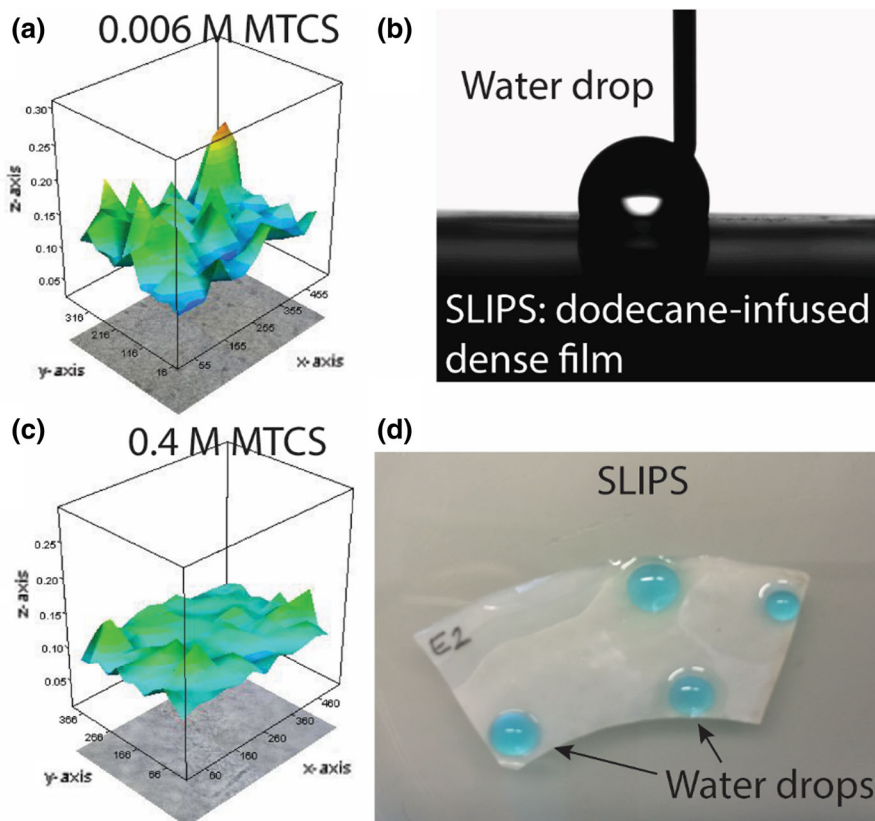 (a)
0.006 M MTCS
0.30
0.25
0.20
0.15
0.10
0.05
z-axis
316
216
116
16
y-axis
55
155
255
355
455
x-axis
(b)
Water drop
SLIPS: dodecane-infused
dense film
(c)
0.4 M MTCS
0.25
0.20
0.15
0.10
0.05
z-axis
366
266
166
66
y-axis
60
160
260
360
460
x-axis
(d)
SLIPS
E2
Water drops